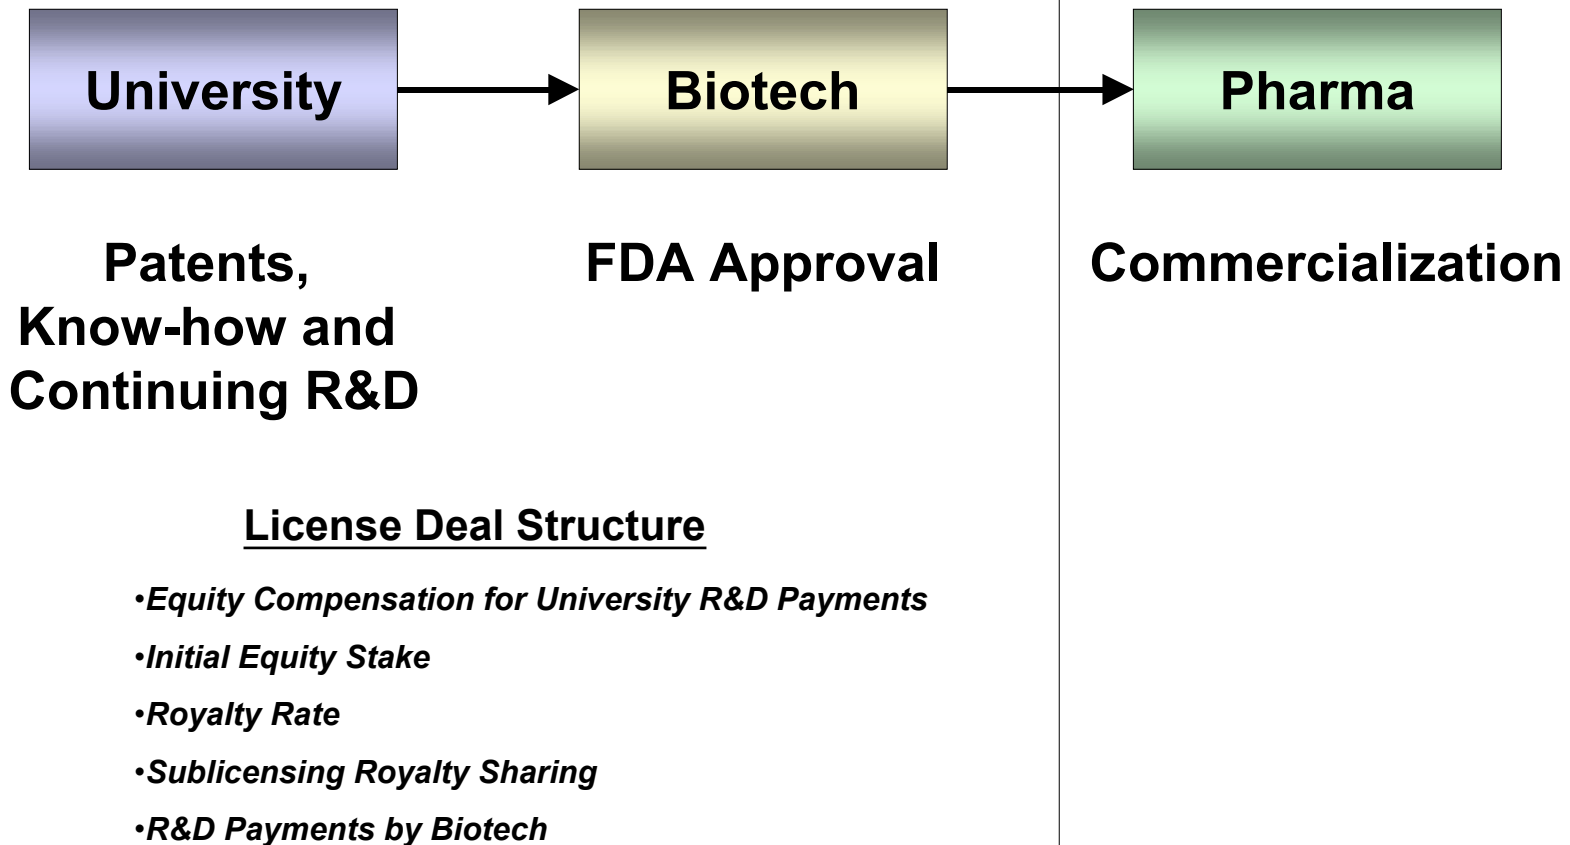 University
Biotech
Pharma
Patents,
Know-how and
Continuing R&D
FDA Approval
Commercialization
License Deal Structure
•Equity Compensation for University R&D Payments
•Initial Equity Stake
•Royalty Rate
•Sublicensing Royalty Sharing
•R&D Payments by Biotech